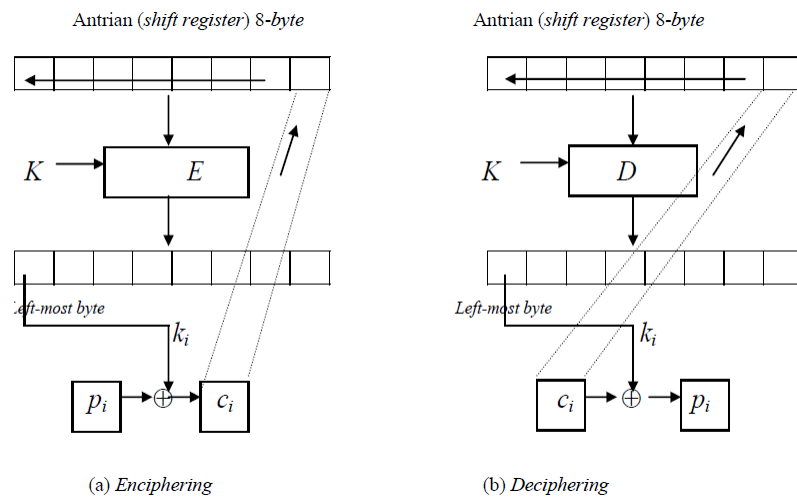 Antrian (shift register) 8-byte
Antrian (shift register) 8-byte
K
E
K
D
Left-most byte
Left-most byte
kᵢ
kᵢ
pᵢ ⊕ cᵢ
cᵢ ⊕ pᵢ
(a) Enciphering
(b) Deciphering